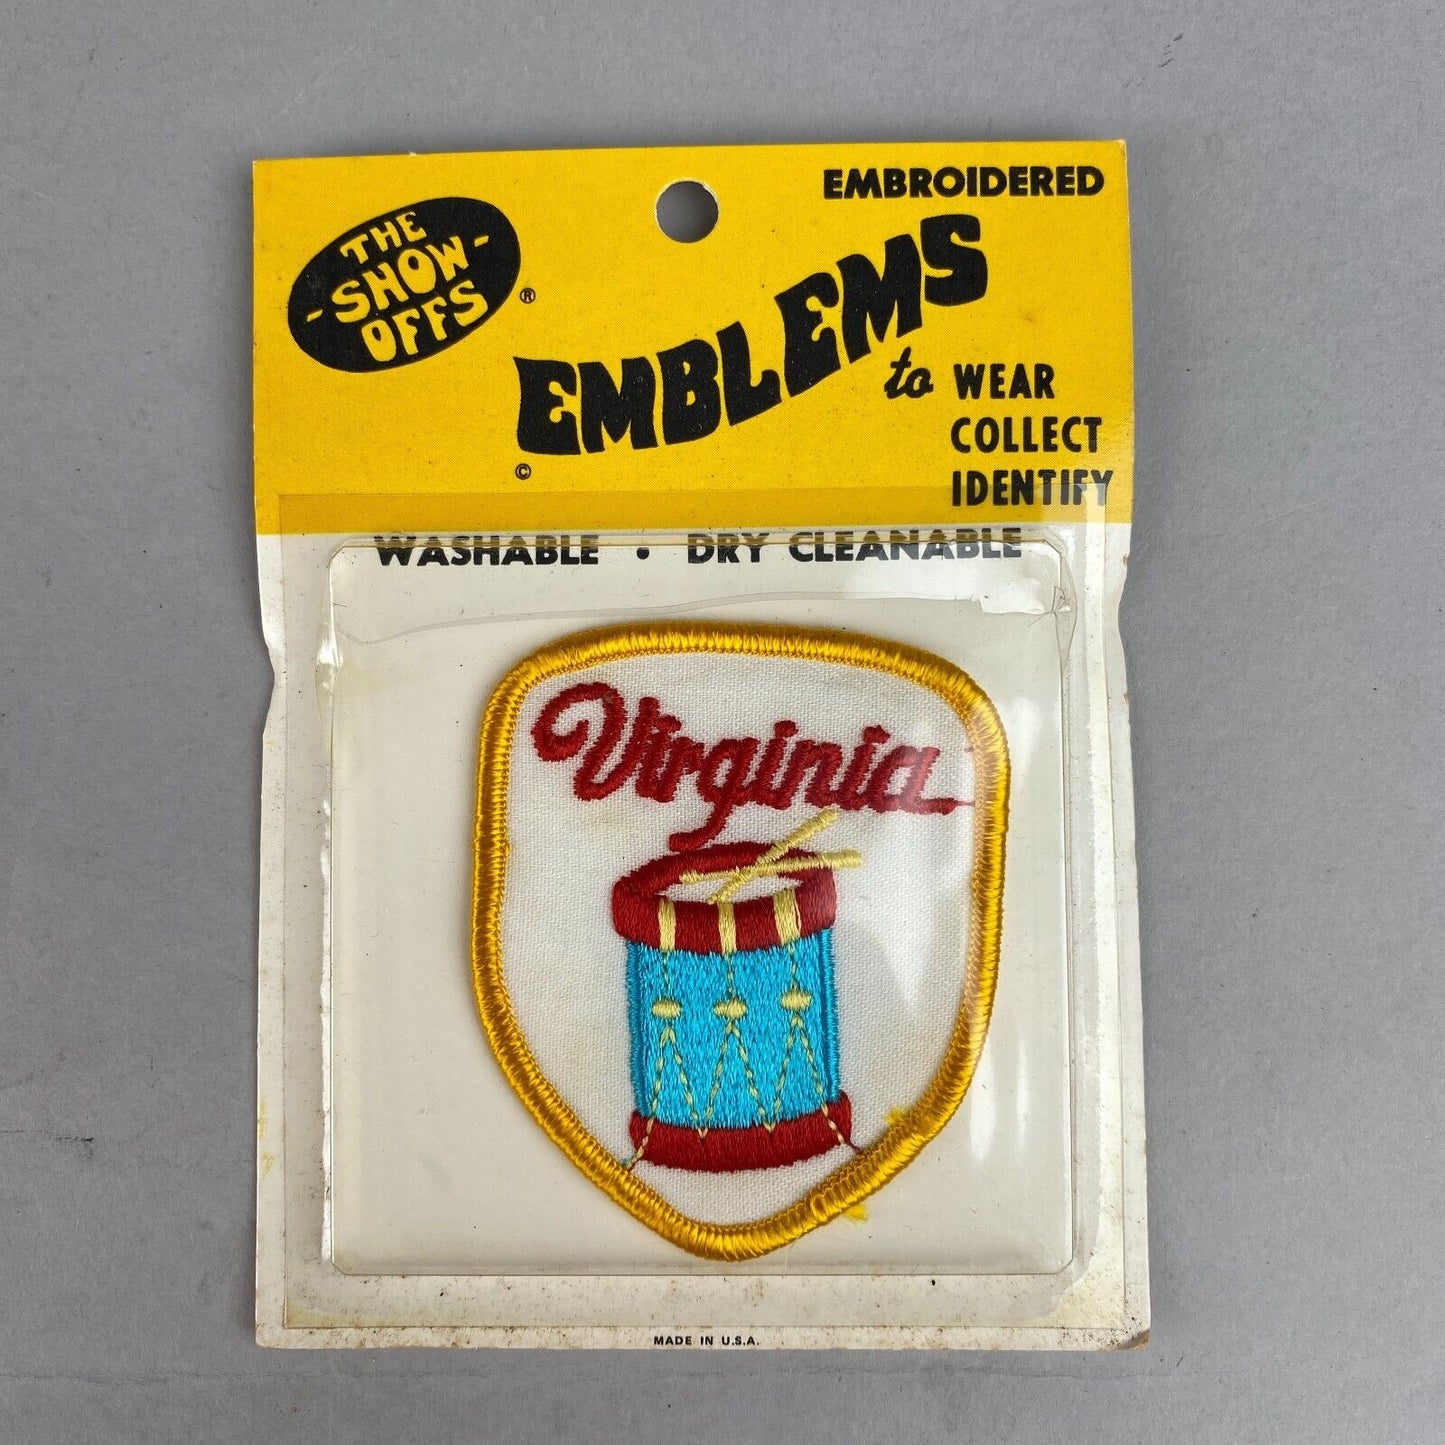 THE
-SHOW-
OFFS
®
EMBROIDERED
EMBLEMS
©
to WEAR
COLLECT
IDENTIFY
WASHABLE • DRY CLEANABLE
Virginia
MADE IN U.S.A.